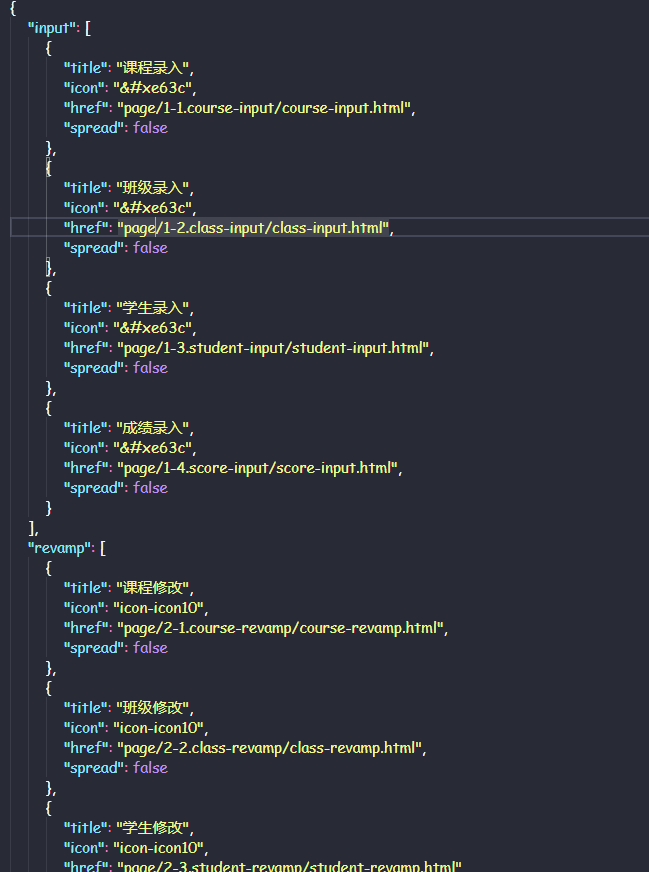 {
"input": [
{
"title": "课程录入",
"icon": "&#xe63c",
"href": "page/1-1.course-input/course-input.html",
"spread": false
},
{
"title": "班级录入",
"icon": "&#xe63c",
"href": "page/1-2.class-input/class-input.html",
"spread": false
},
{
"title": "学生录入",
"icon": "&#xe63c",
"href": "page/1-3.student-input/student-input.html",
"spread": false
},
{
"title": "成绩录入",
"icon": "&#xe63c",
"href": "page/1-4.score-input/score-input.html",
"spread": false
}
],
"revamp": [
{
"title": "课程修改",
"icon": "icon-icon10",
"href": "page/2-1.course-revamp/course-revamp.html",
"spread": false
},
{
"title": "班级修改",
"icon": "icon-icon10",
"href": "page/2-2.class-revamp/class-revamp.html",
"spread": false
},
{
"title": "学生修改",
"icon": "icon-icon10",
"href": "page/2-3.student-revamp/student-revamp.html"